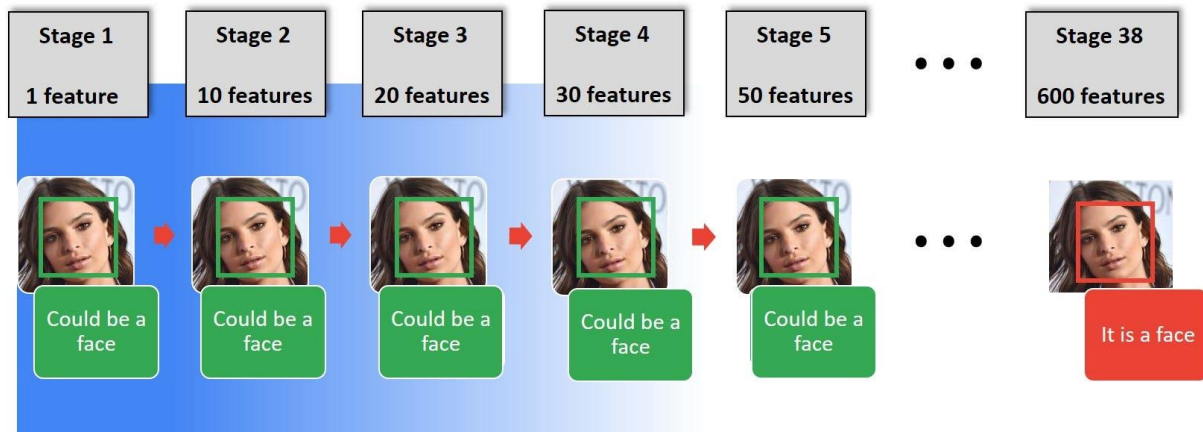 Stage 1
1 feature
Stage 2
10 features
Stage 3
20 features
Stage 4
30 features
Stage 5
50 features
• • •
Stage 38
600 features
• • •
Could be a
face
Could be a
face
Could be a
face
Could be a
face
Could be a
face
It is a face